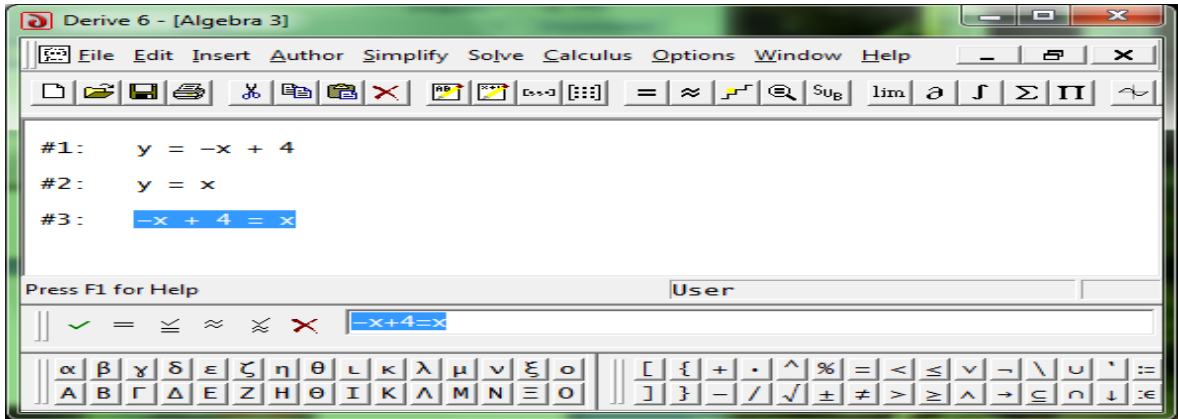 Derive 6 - [Algebra 3]
File Edit Insert Author Simplify Solve Calculus Options Window Help
= ≈ SUB lim ∂ ∫ Σ Π
#1: y = −x + 4
#2: y = x
#3: −x + 4 = x
Press F1 for Help User
−x+4=x
α β γ δ ε ζ η θ ι κ λ μ ν ξ ο [ { + · ^ % = < ≤ ∨ ¬ \ ∪ ' :=
Α Β Γ Δ Ε Ζ Η Θ Ι Κ Λ Μ Ν Ξ Ο ] } − / √ ± ≠ > ≥ ∧ → ⊆ ∩ ↓ :∈